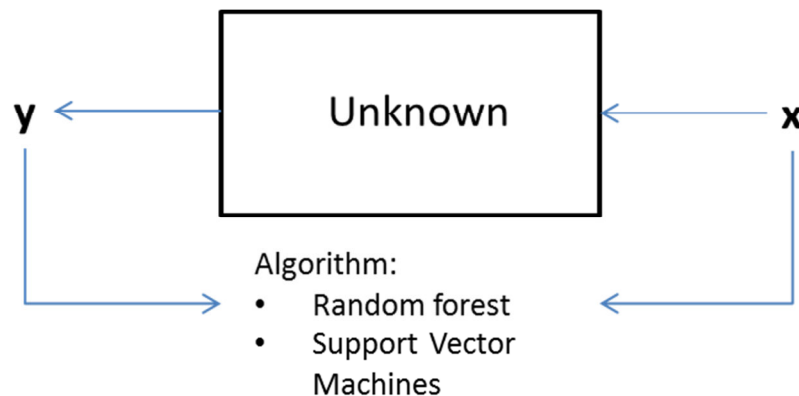 y
Unknown
x
Algorithm:
• Random forest
• Support Vector
Machines